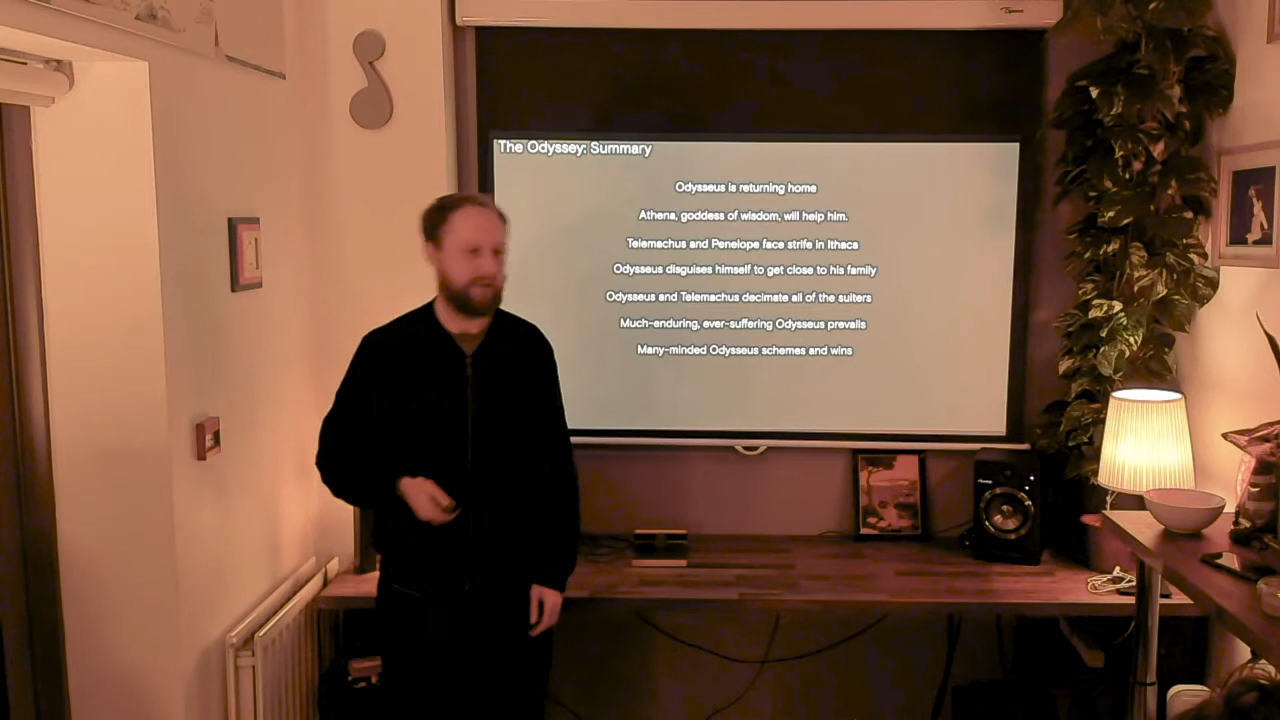 The Odyssey: Summary
Odysseus is returning home
Athena, goddess of wisdom, will help him.
Telemachus and Penelope face strife in Ithaca
Odysseus disguises himself to get close to his family
Odysseus and Telemachus decimate all of the suiters
Much-enduring, ever-suffering Odysseus prevails
Many-minded Odysseus schemes and wins